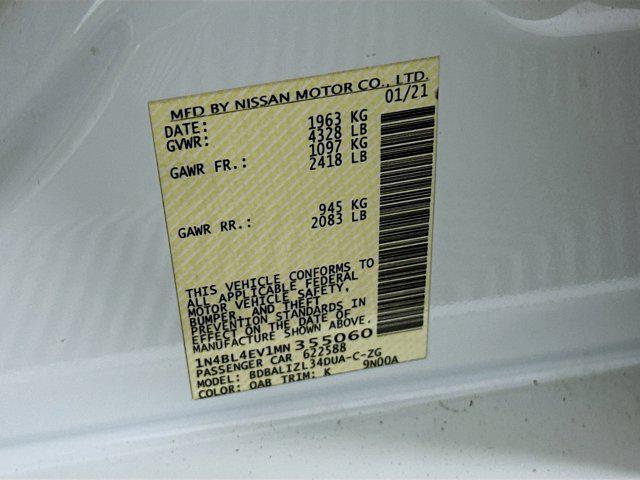 MFD BY NISSAN MOTOR CO., LTD.
DATE: 01/21
GVWR: 1963 KG
4328 LB
GAWR FR.: 1097 KG
2418 LB
GAWR RR.: 945 KG
2083 LB
THIS VEHICLE CONFORMS TO
ALL APPLICABLE FEDERAL
MOTOR VEHICLE SAFETY,
BUMPER, AND THEFT
PREVENTION STANDARDS IN
EFFECT ON THE DATE OF
MANUFACTURE SHOWN ABOVE.
1N4BL4EV1MN 355060
PASSENGER CAR 622588
MODEL: BDBALIZL34DUA-C-ZG
COLOR: QAB TRIM: K 9N00A